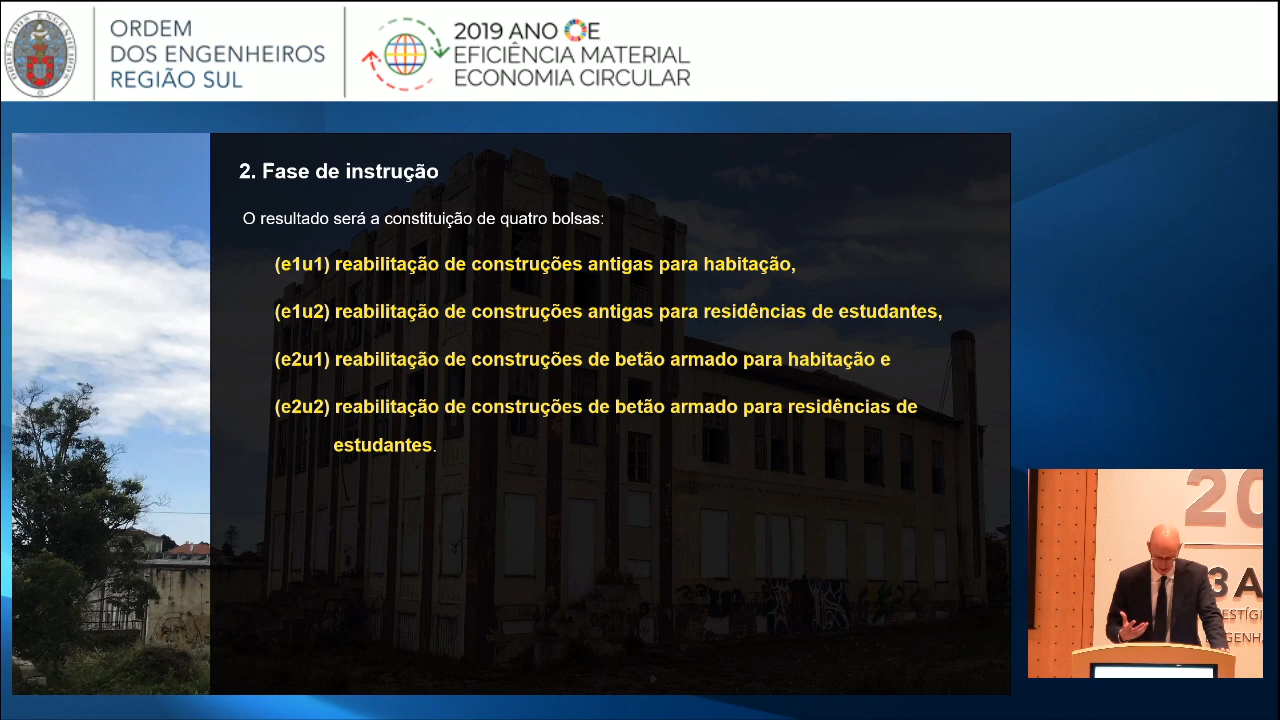 ORDEM
DOS ENGENHEIROS
REGIÃO SUL
2019 ANO OE
EFICIÊNCIA MATERIAL
ECONOMIA CIRCULAR
2. Fase de instrução
O resultado será a constituição de quatro bolsas:
(e1u1) reabilitação de construções antigas para habitação,
(e1u2) reabilitação de construções antigas para residências de estudantes,
(e2u1) reabilitação de construções de betão armado para habitação e
(e2u2) reabilitação de construções de betão armado para residências de
estudantes.
20
3A